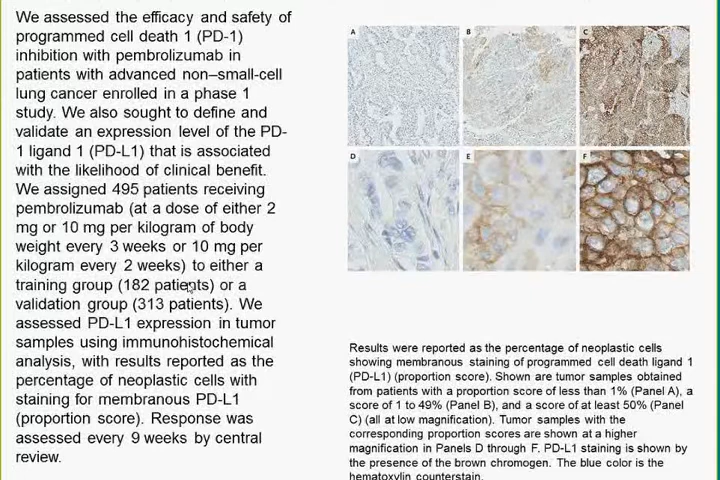 We assessed the efficacy and safety of
programmed cell death 1 (PD-1)
inhibition with pembrolizumab in
patients with advanced non–small-cell
lung cancer enrolled in a phase 1
study. We also sought to define and
validate an expression level of the PD-
1 ligand 1 (PD-L1) that is associated
with the likelihood of clinical benefit.
We assigned 495 patients receiving
pembrolizumab (at a dose of either 2
mg or 10 mg per kilogram of body
weight every 3 weeks or 10 mg per
kilogram every 2 weeks) to either a
training group (182 patients) or a
validation group (313 patients). We
assessed PD-L1 expression in tumor
samples using immunohistochemical
analysis, with results reported as the
percentage of neoplastic cells with
staining for membranous PD-L1
(proportion score). Response was
assessed every 9 weeks by central
review.
A
B
C
D
E
F
Results were reported as the percentage of neoplastic cells
showing membranous staining of programmed cell death ligand 1
(PD-L1) (proportion score). Shown are tumor samples obtained
from patients with a proportion score of less than 1% (Panel A), a
score of 1 to 49% (Panel B), and a score of at least 50% (Panel
C) (all at low magnification). Tumor samples with the
corresponding proportion scores are shown at a higher
magnification in Panels D through F. PD-L1 staining is shown by
the presence of the brown chromogen. The blue color is the
hematoxylin counterstain.